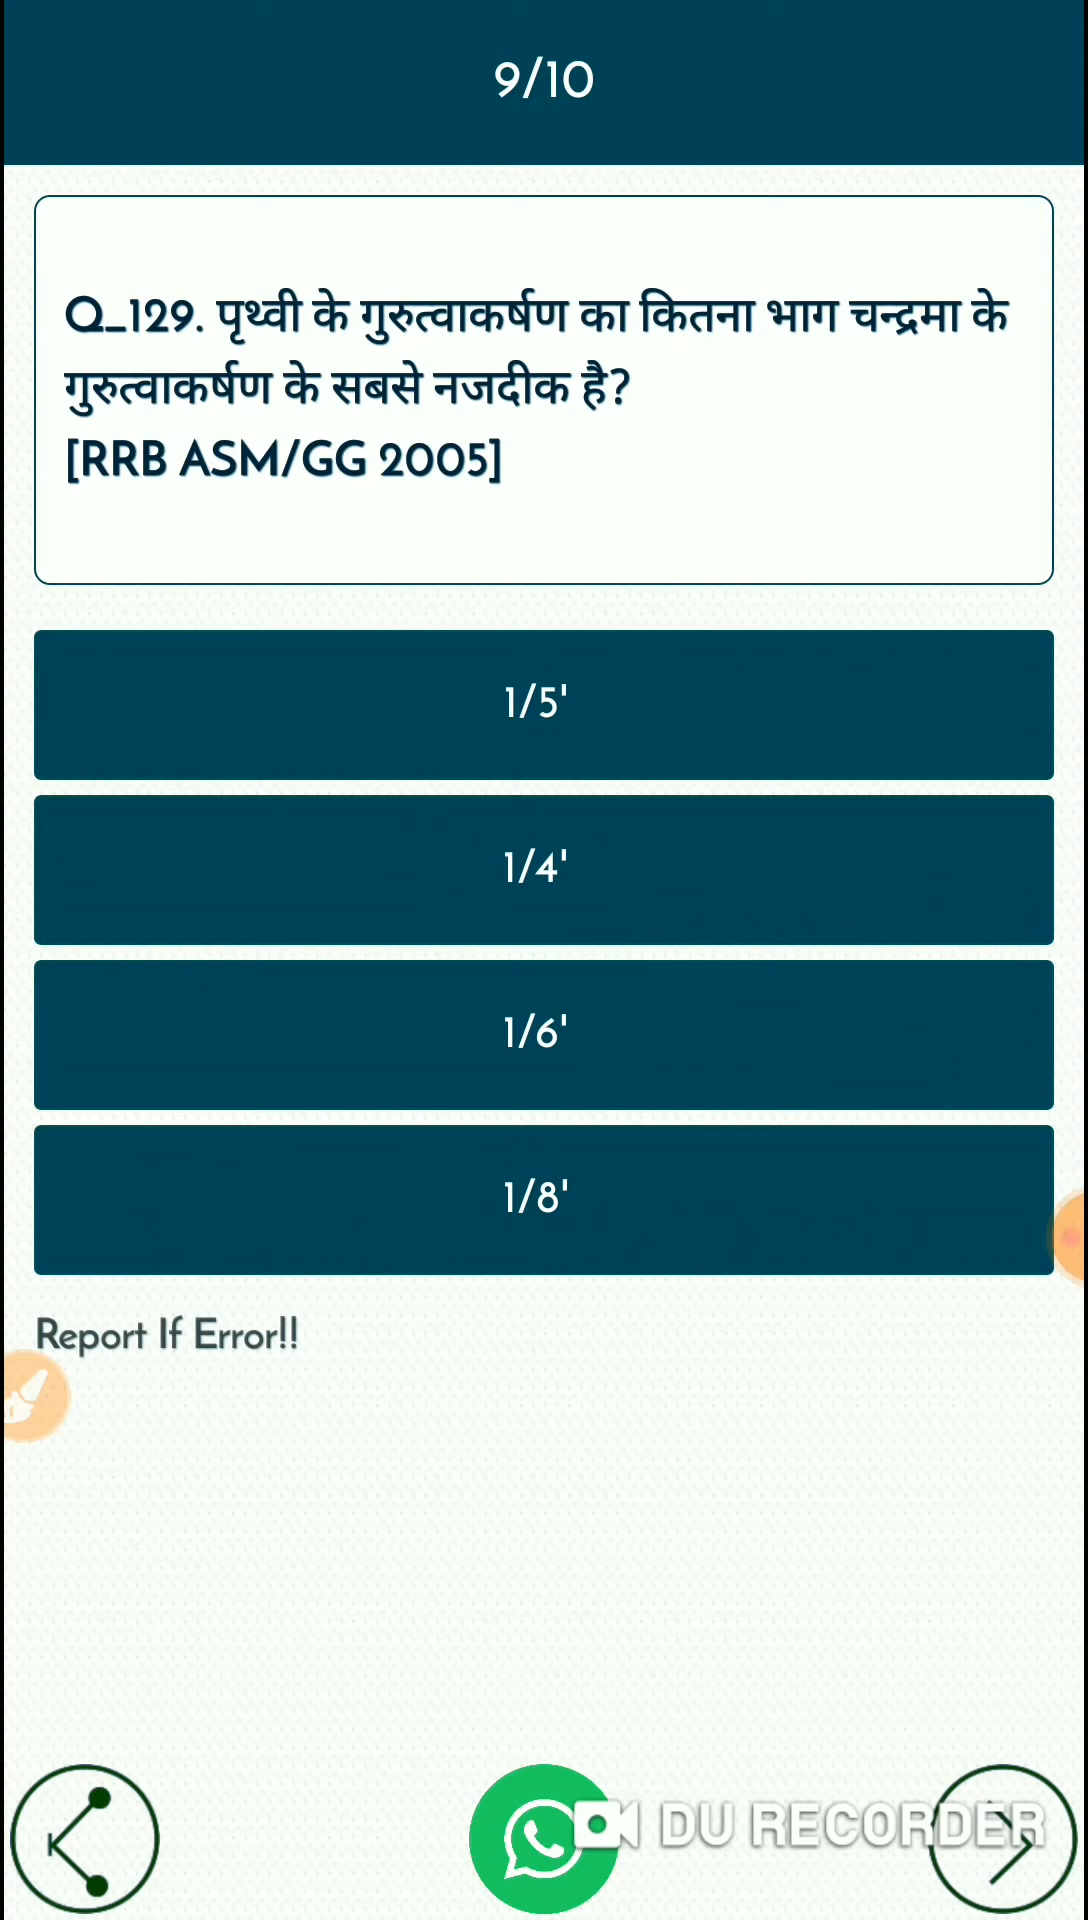 9/10
Q_129. पृथ्वी के गुरुत्वाकर्षण का कितना भाग चन्द्रमा के
गुरुत्वाकर्षण के सबसे नजदीक है?
[RRB ASM/GG 2005]
1/5'
1/4'
1/6'
1/8'
Report If Error!!
DU RECORDER